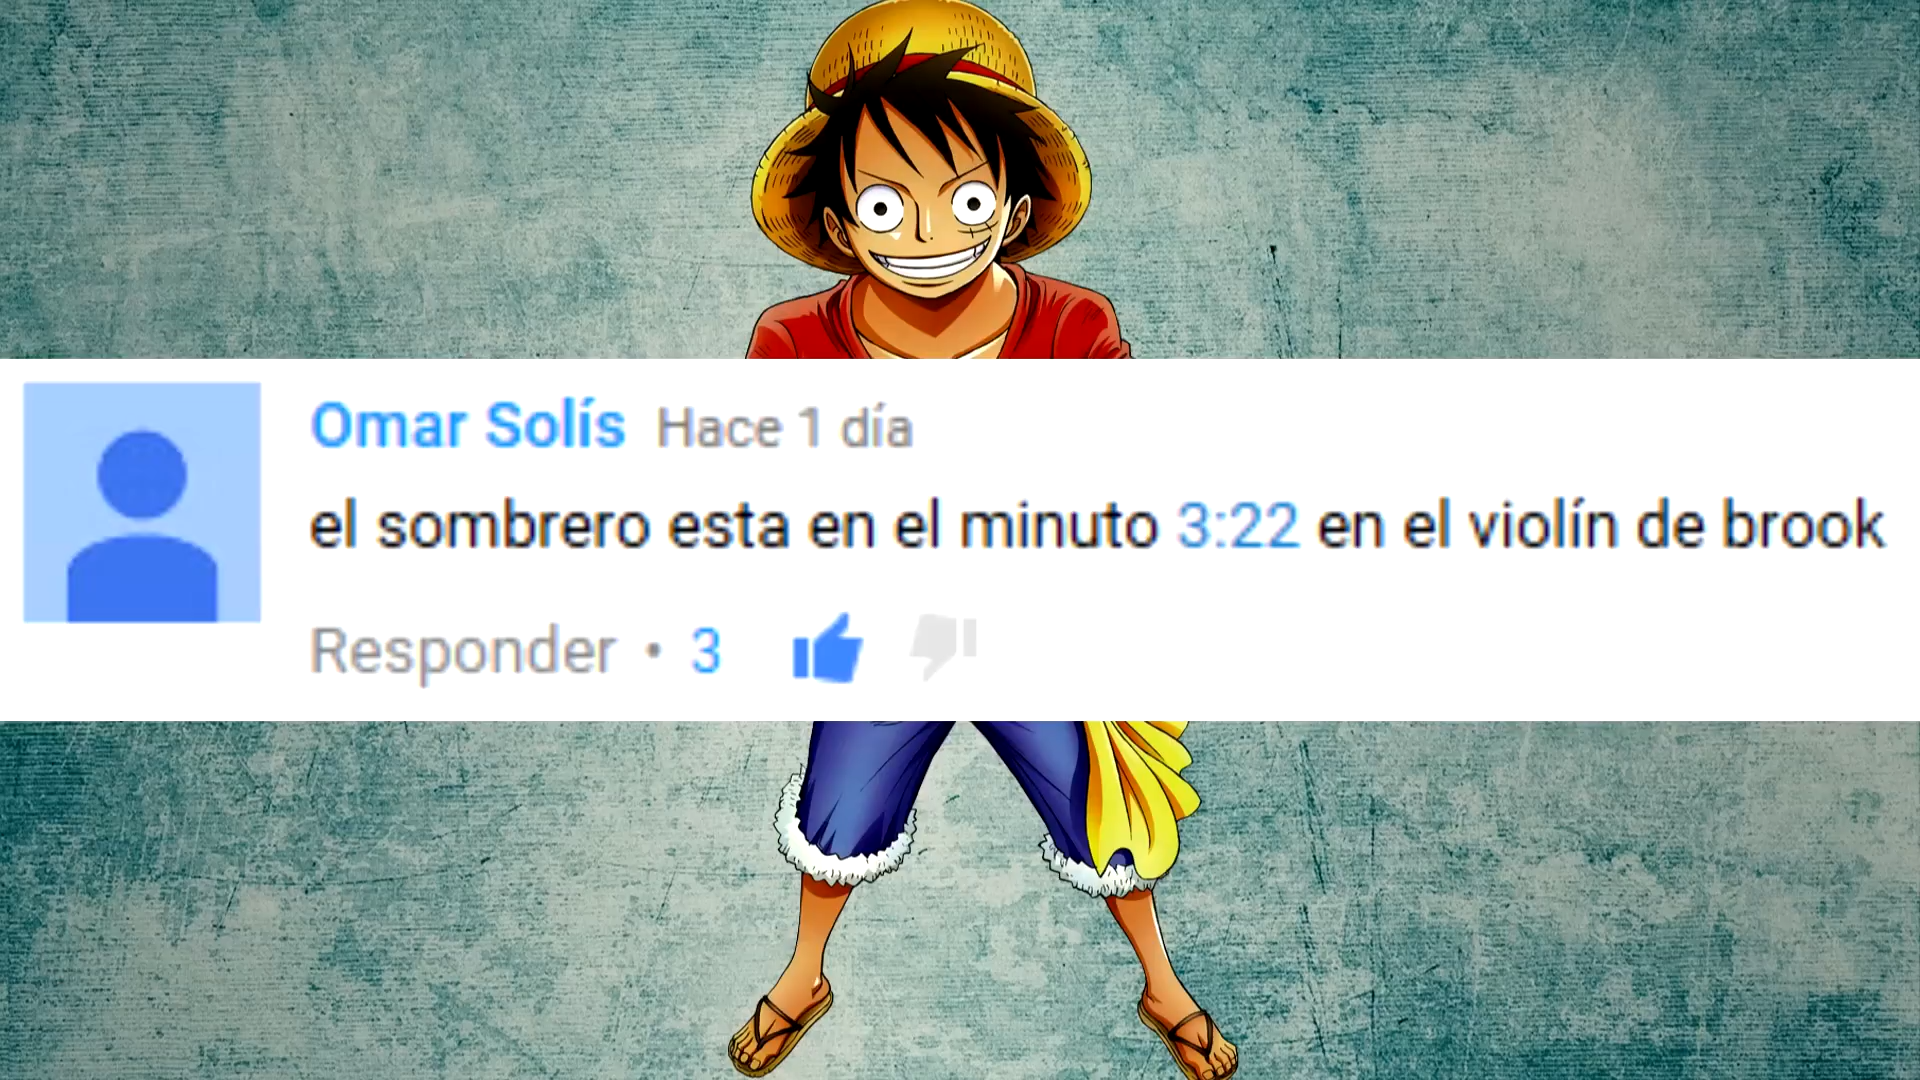 Omar Solís Hace 1 día
el sombrero esta en el minuto 3:22 en el violín de brook
Responder • 3